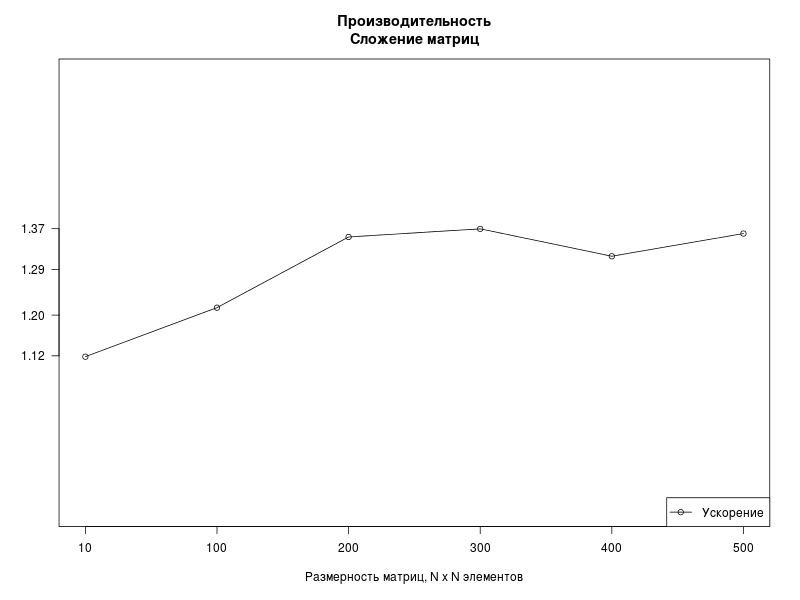 Производительность
Сложение матриц
1.37
1.29
1.20
1.12
Ускорение
10 100 200 300 400 500
Размерность матриц, N x N элементов